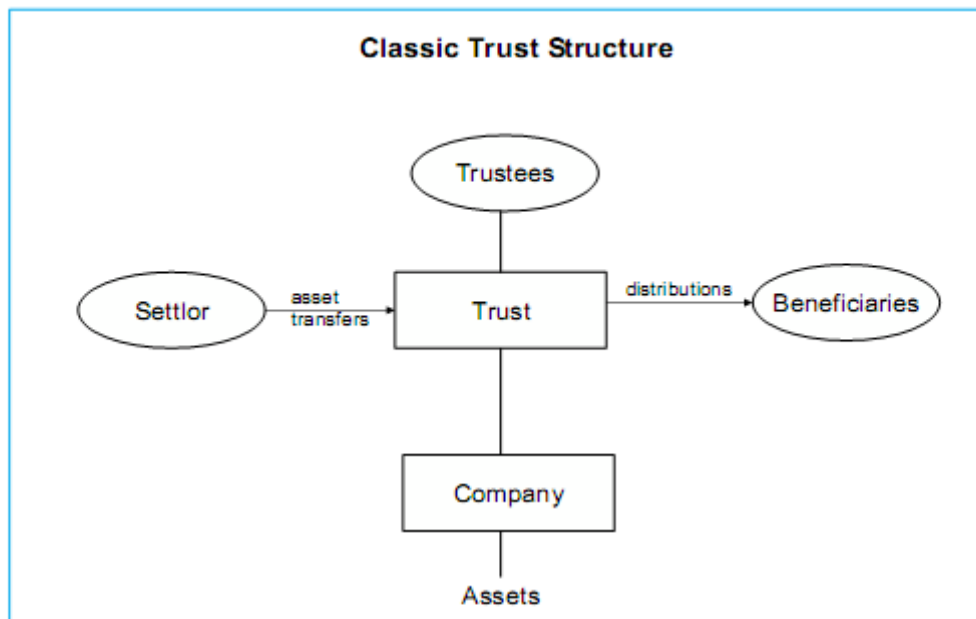 Classic Trust Structure
Trustees
Settlor
asset
transfers
Trust
distributions
Beneficiaries
Company
Assets